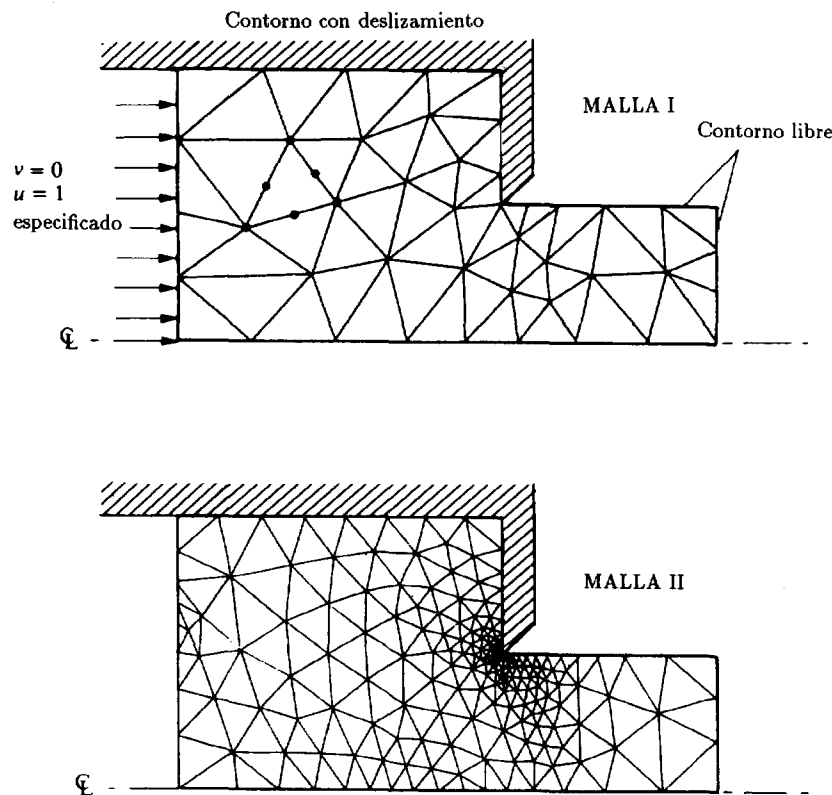 Contorno con deslizamiento
MALLA I
Contorno libre
v = 0
u = 1
especificado
℄
MALLA II
℄